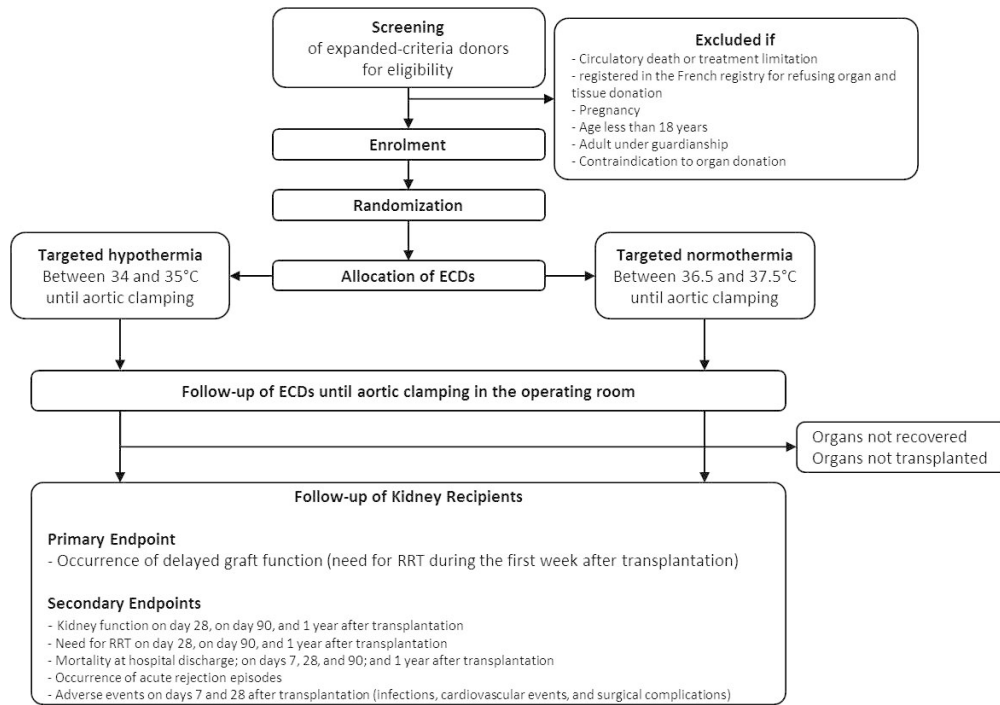 Screening
of expanded-criteria donors
for eligibility
Excluded if
- Circulatory death or treatment limitation
- registered in the French registry for refusing organ and
tissue donation
- Pregnancy
- Age less than 18 years
- Adult under guardianship
- Contraindication to organ donation
Enrolment
Randomization
Targeted hypothermia
Between 34 and 35°C
until aortic clamping
Allocation of ECDs
Targeted normothermia
Between 36.5 and 37.5°C
until aortic clamping
Follow-up of ECDs until aortic clamping in the operating room
Organs not recovered
Organs not transplanted
Follow-up of Kidney Recipients
Primary Endpoint
- Occurrence of delayed graft function (need for RRT during the first week after transplantation)
Secondary Endpoints
- Kidney function on day 28, on day 90, and 1 year after transplantation
- Need for RRT on day 28, on day 90, and 1 year after transplantation
- Mortality at hospital discharge; on days 7, 28, and 90; and 1 year after transplantation
- Occurrence of acute rejection episodes
- Adverse events on days 7 and 28 after transplantation (infections, cardiovascular events, and surgical complications)